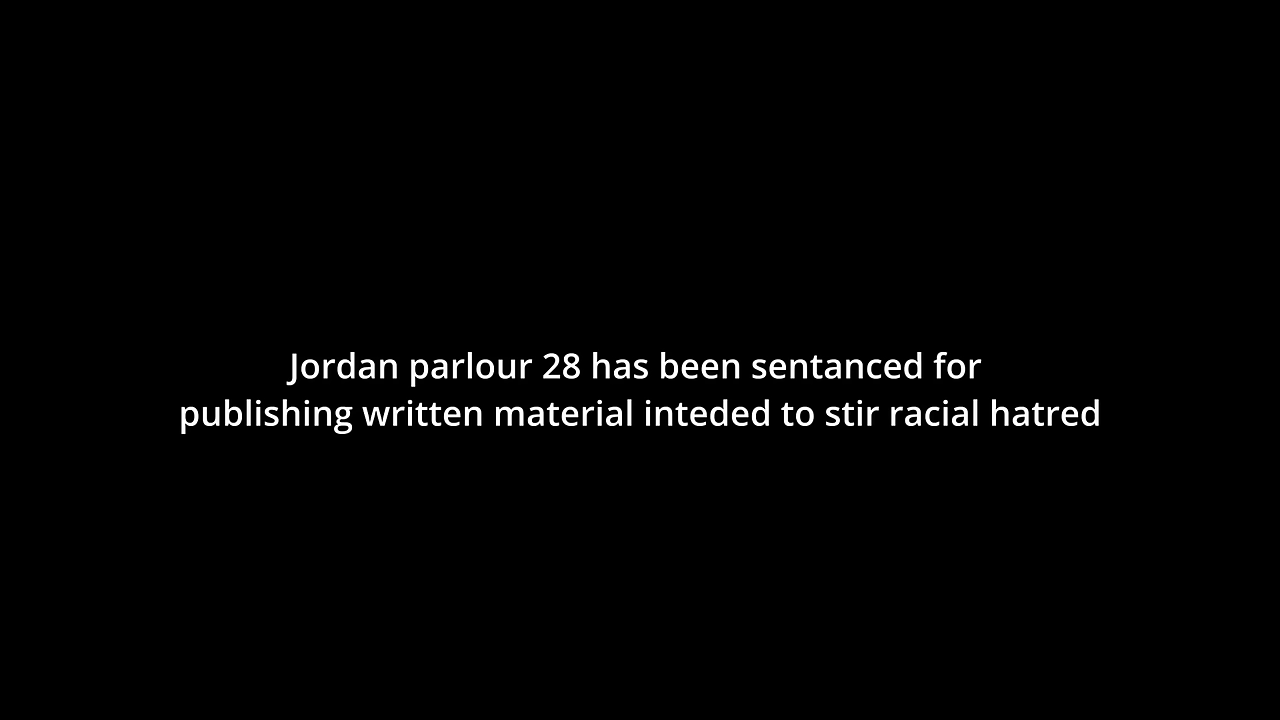 Jordan parlour 28 has been sentanced for
publishing written material inteded to stir racial hatred